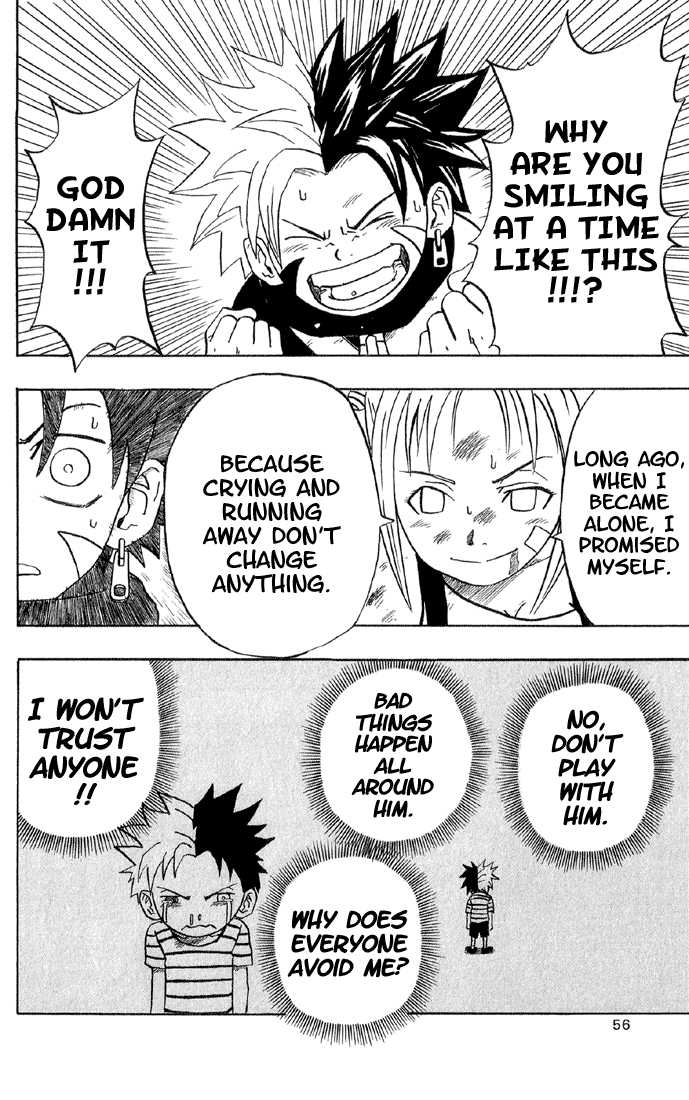 WHY
ARE YOU
SMILING
AT A TIME
LIKE THIS
!!!?
GOD
DAMN
IT
!!!
LONG AGO,
WHEN I
BECAME
ALONE, I
PROMISED
MYSELF.
BECAUSE
CRYING AND
RUNNING
AWAY DON'T
CHANGE
ANYTHING.
NO,
DON'T
PLAY
WITH
HIM.
BAD
THINGS
HAPPEN
ALL
AROUND
HIM.
WHY DOES
EVERYONE
AVOID ME?
I WON'T
TRUST
ANYONE
!!
56